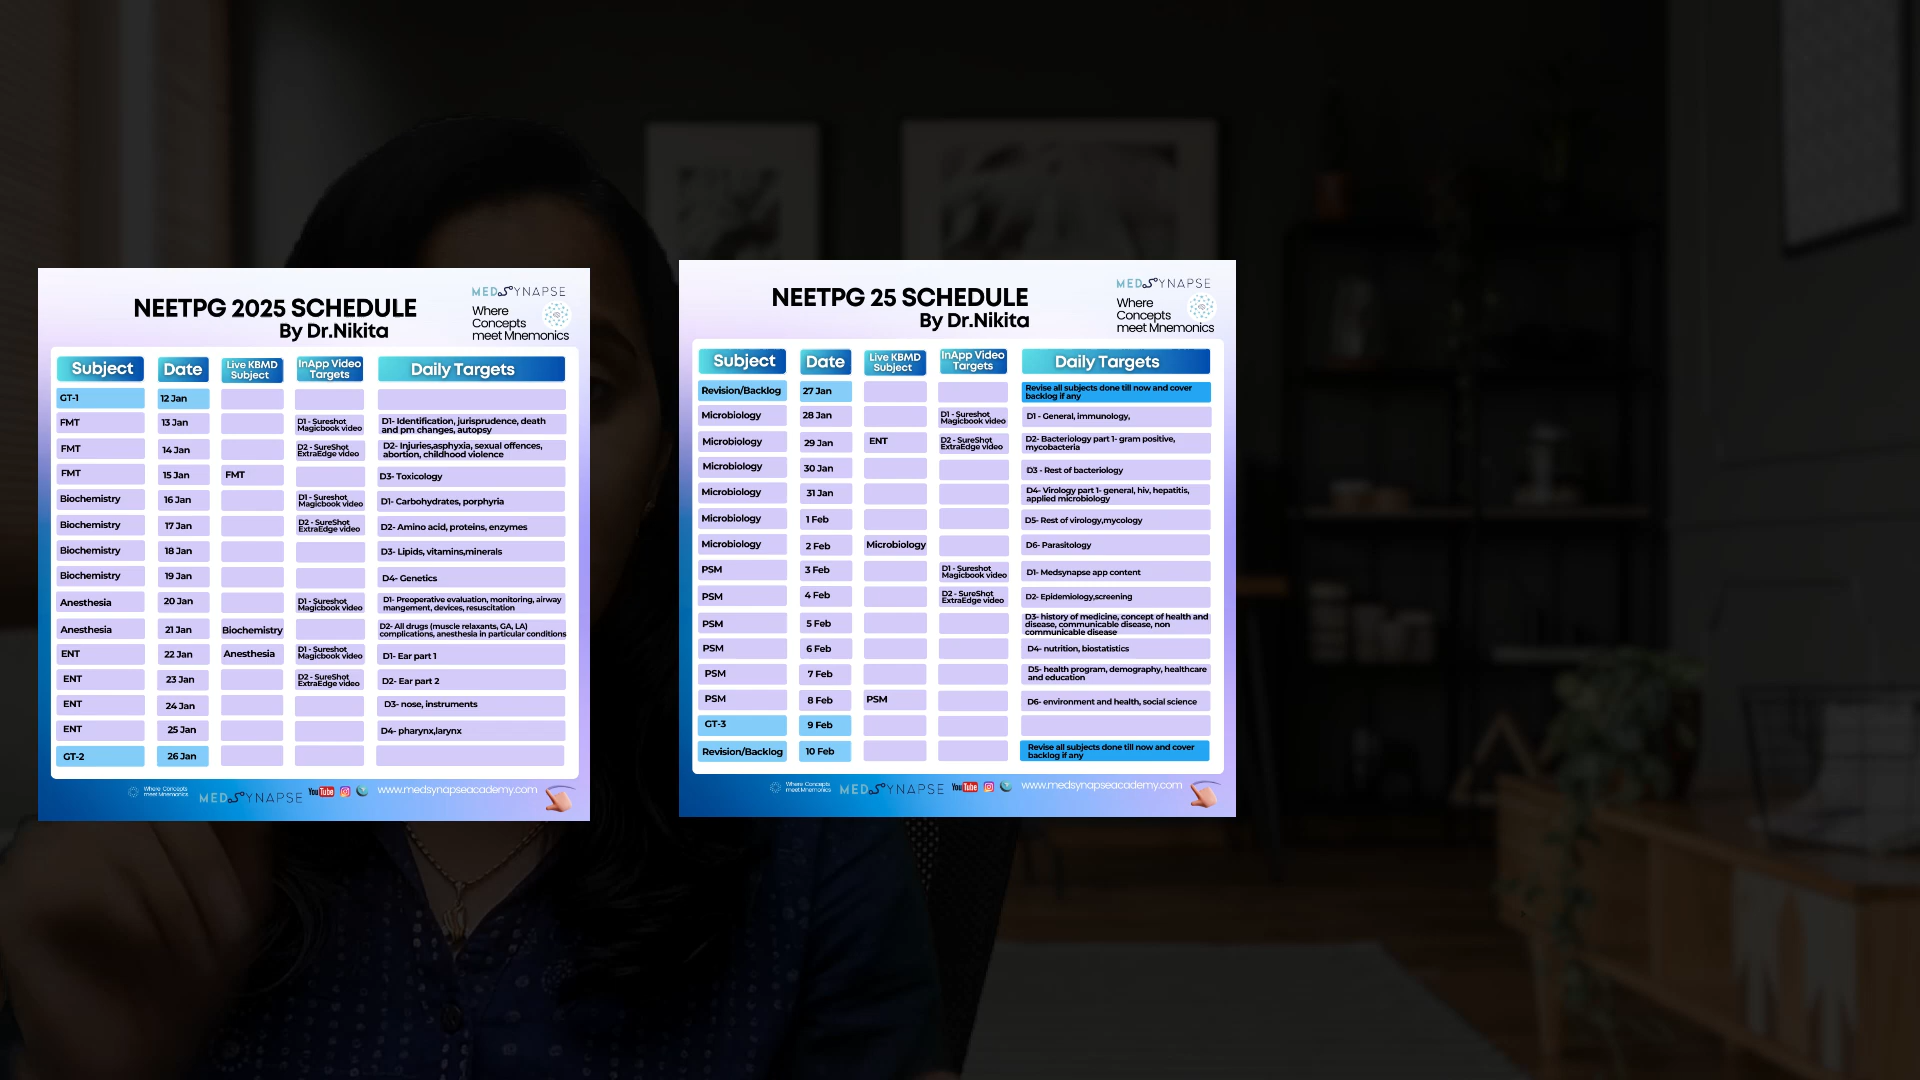 NEETPG 2025 SCHEDULE
By Dr.Nikita
MEDSYNAPSE
Where
Concepts
meet Mnemonics
Subject Date Live KBMD Subject InApp Video Targets Daily Targets
GT-1 12 Jan
FMT 13 Jan D1 - Sureshot Magicbook video D1- Identification, jurisprudence, death and pm changes, autopsy
FMT 14 Jan D2 - SureShot ExtraEdge video D2- Injuries,asphyxia, sexual offences, abortion, childhood violence
FMT 15 Jan FMT D3- Toxicology
Biochemistry 16 Jan D1 - Sureshot Magicbook video D1- Carbohydrates, porphyria
Biochemistry 17 Jan D2 - SureShot ExtraEdge video D2- Amino acid, proteins, enzymes
Biochemistry 18 Jan D3- Lipids, vitamins,minerals
Biochemistry 19 Jan D4- Genetics
Anesthesia 20 Jan D1 - Sureshot Magicbook video D1- Preoperative evaluation, monitoring, airway mangement, devices, resuscitation
Anesthesia 21 Jan Biochemistry D2- All drugs (muscle relaxants, GA, LA) complications, anesthesia in particular conditions
ENT 22 Jan Anesthesia D1 - Sureshot Magicbook video D1- Ear part 1
ENT 23 Jan D2 - SureShot ExtraEdge video D2- Ear part 2
ENT 24 Jan D3- nose, instruments
ENT 25 Jan D4- pharynx,larynx
GT-2 26 Jan
Where Concepts
meet Mnemonics
MEDSYNAPSE YouTube www.medsynapseacademy.com
NEETPG 25 SCHEDULE
By Dr.Nikita
MEDSYNAPSE
Where
Concepts
meet Mnemonics
Subject Date Live KBMD Subject InApp Video Targets Daily Targets
Revision/Backlog 27 Jan Revise all subjects done till now and cover backlog if any
Microbiology 28 Jan D1 - Sureshot Magicbook video D1 - General, immunology,
Microbiology 29 Jan ENT D2 - SureShot ExtraEdge video D2- Bacteriology part 1- gram positive, mycobacteria
Microbiology 30 Jan D3 - Rest of bacteriology
Microbiology 31 Jan D4- Virology part 1- general, hiv, hepatitis, applied microbiology
Microbiology 1 Feb D5- Rest of virology,mycology
Microbiology 2 Feb Microbiology D6- Parasitology
PSM 3 Feb D1 - Sureshot Magicbook video D1- Medsynapse app content
PSM 4 Feb D2 - SureShot ExtraEdge video D2- Epidemiology,screening
PSM 5 Feb D3- history of medicine, concept of health and disease, communicable disease, non communicable disease
PSM 6 Feb D4- nutrition, biostatistics
PSM 7 Feb D5- health program, demography, healthcare and education
PSM 8 Feb PSM D6- environment and health, social science
GT-3 9 Feb
Revision/Backlog 10 Feb Revise all subjects done till now and cover backlog if any
Where Concepts
meet Mnemonics
MEDSYNAPSE YouTube www.medsynapseacademy.com